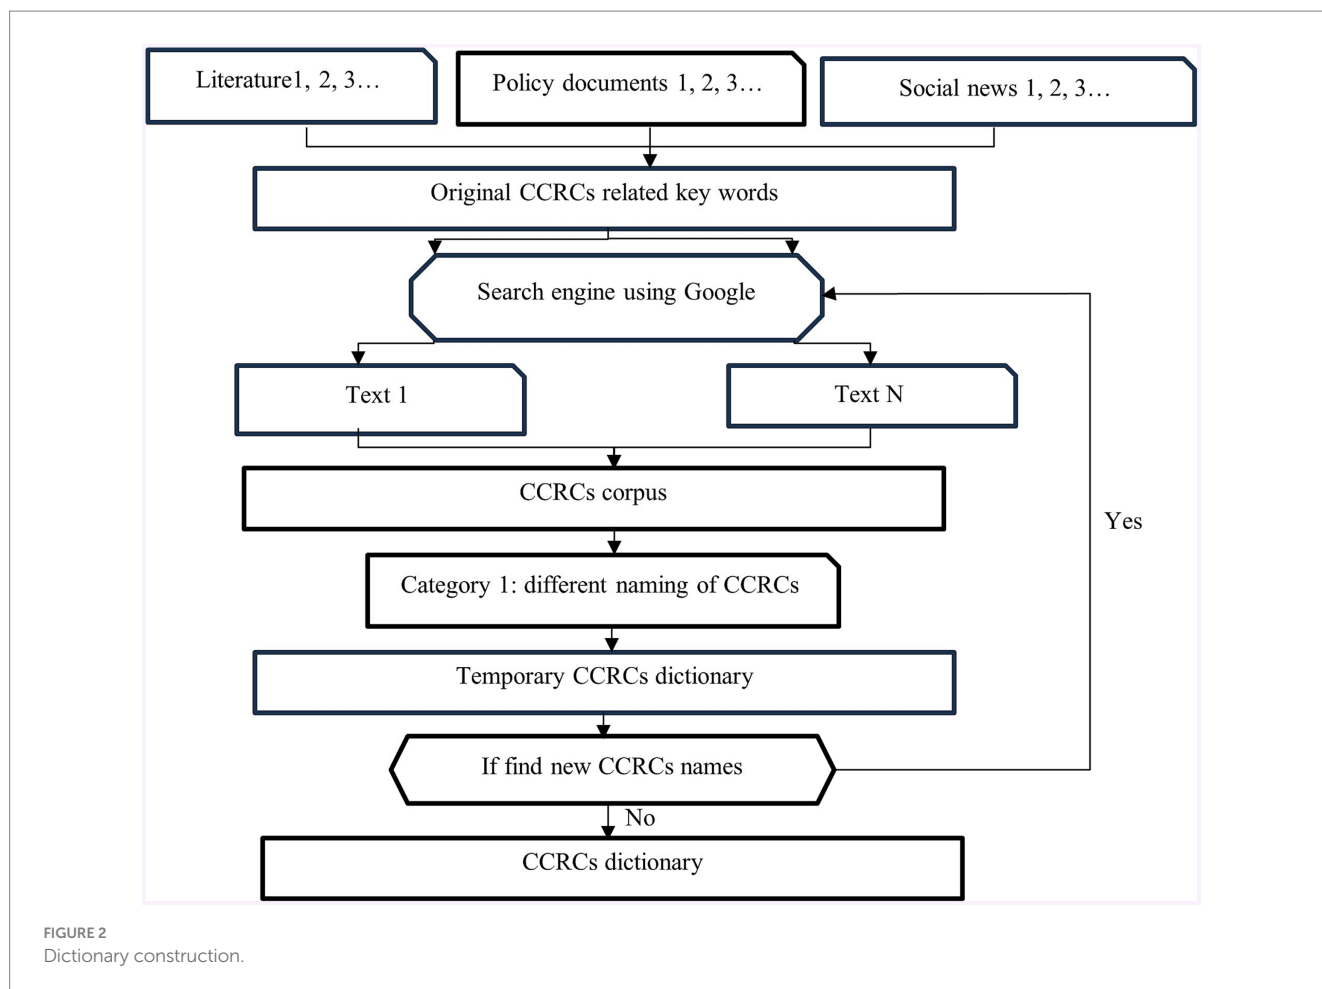 Literature1, 2, 3…
Policy documents 1, 2, 3…
Social news 1, 2, 3…
Original CCRCs related key words
Search engine using Google
Text 1
Text N
CCRCs corpus
Yes
Category 1: different naming of CCRCs
Temporary CCRCs dictionary
If find new CCRCs names
No
CCRCs dictionary
FIGURE 2
Dictionary construction.